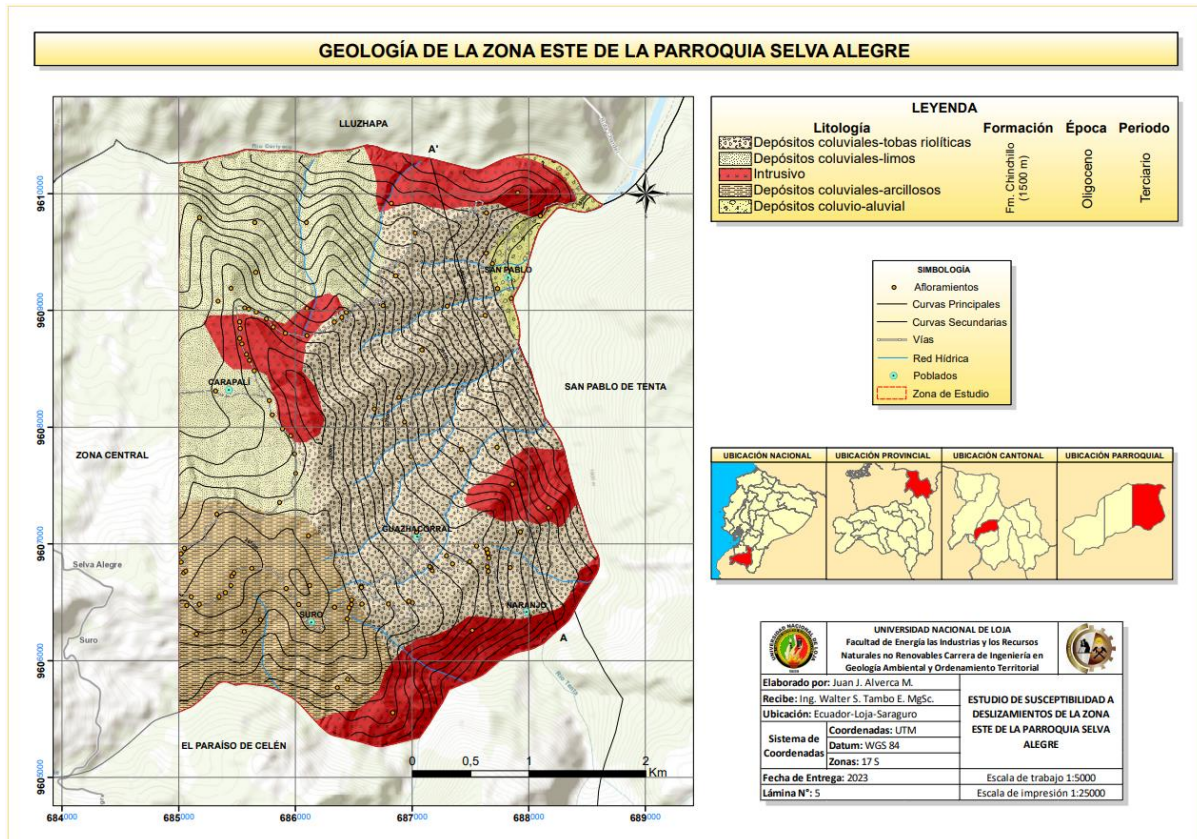 GEOLOGÍA DE LA ZONA ESTE DE LA PARROQUIA SELVA ALEGRE
LLUZHAPA
A'
SAN PABLO
CARAPALÍ
SAN PABLO DE TENTA
ZONA CENTRAL
GUAZHACORRAL
Selva Alegre
Suro
SURO
NARANJO
A
Río Tenta
EL PARAÍSO DE CELÉN
0 0,5 1 2
Km
9610000
9609000
9608000
9607000
9606000
9605000
684000 685000 686000 687000 688000 689000
LEYENDA
Litología Formación Época Periodo
Depósitos coluviales-tobas riolíticas
Depósitos coluviales-limos
Intrusivo
Depósitos coluviales-arcillosos
Depósitos coluvio-aluvial
Fm. Chinchillo
(1500 m)
Oligoceno
Terciario
SIMBOLOGÍA
Afloramientos
Curvas Principales
Curvas Secundarias
Vías
Red Hídrica
Poblados
Zona de Estudio
UBICACIÓN NACIONAL UBICACIÓN PROVINCIAL UBICACIÓN CANTONAL UBICACIÓN PARROQUIAL
UNIVERSIDAD NACIONAL DE LOJA
Facultad de Energía las Industrias y los Recursos
Naturales no Renovables Carrera de Ingeniería en
Geología Ambiental y Ordenamiento Territorial
Elaborado por: Juan J. Alverca M.
Recibe: Ing. Walter S. Tambo E. MgSc.
Ubicación: Ecuador-Loja-Saraguro
Sistema de
Coordenadas
Coordenadas: UTM
Datum: WGS 84
Zonas: 17 S
ESTUDIO DE SUSCEPTIBILIDAD A
DESLIZAMIENTOS DE LA ZONA
ESTE DE LA PARROQUIA SELVA
ALEGRE
Fecha de Entrega: 2023
Escala de trabajo 1:5000
Lámina N°: 5
Escala de impresión 1:25000